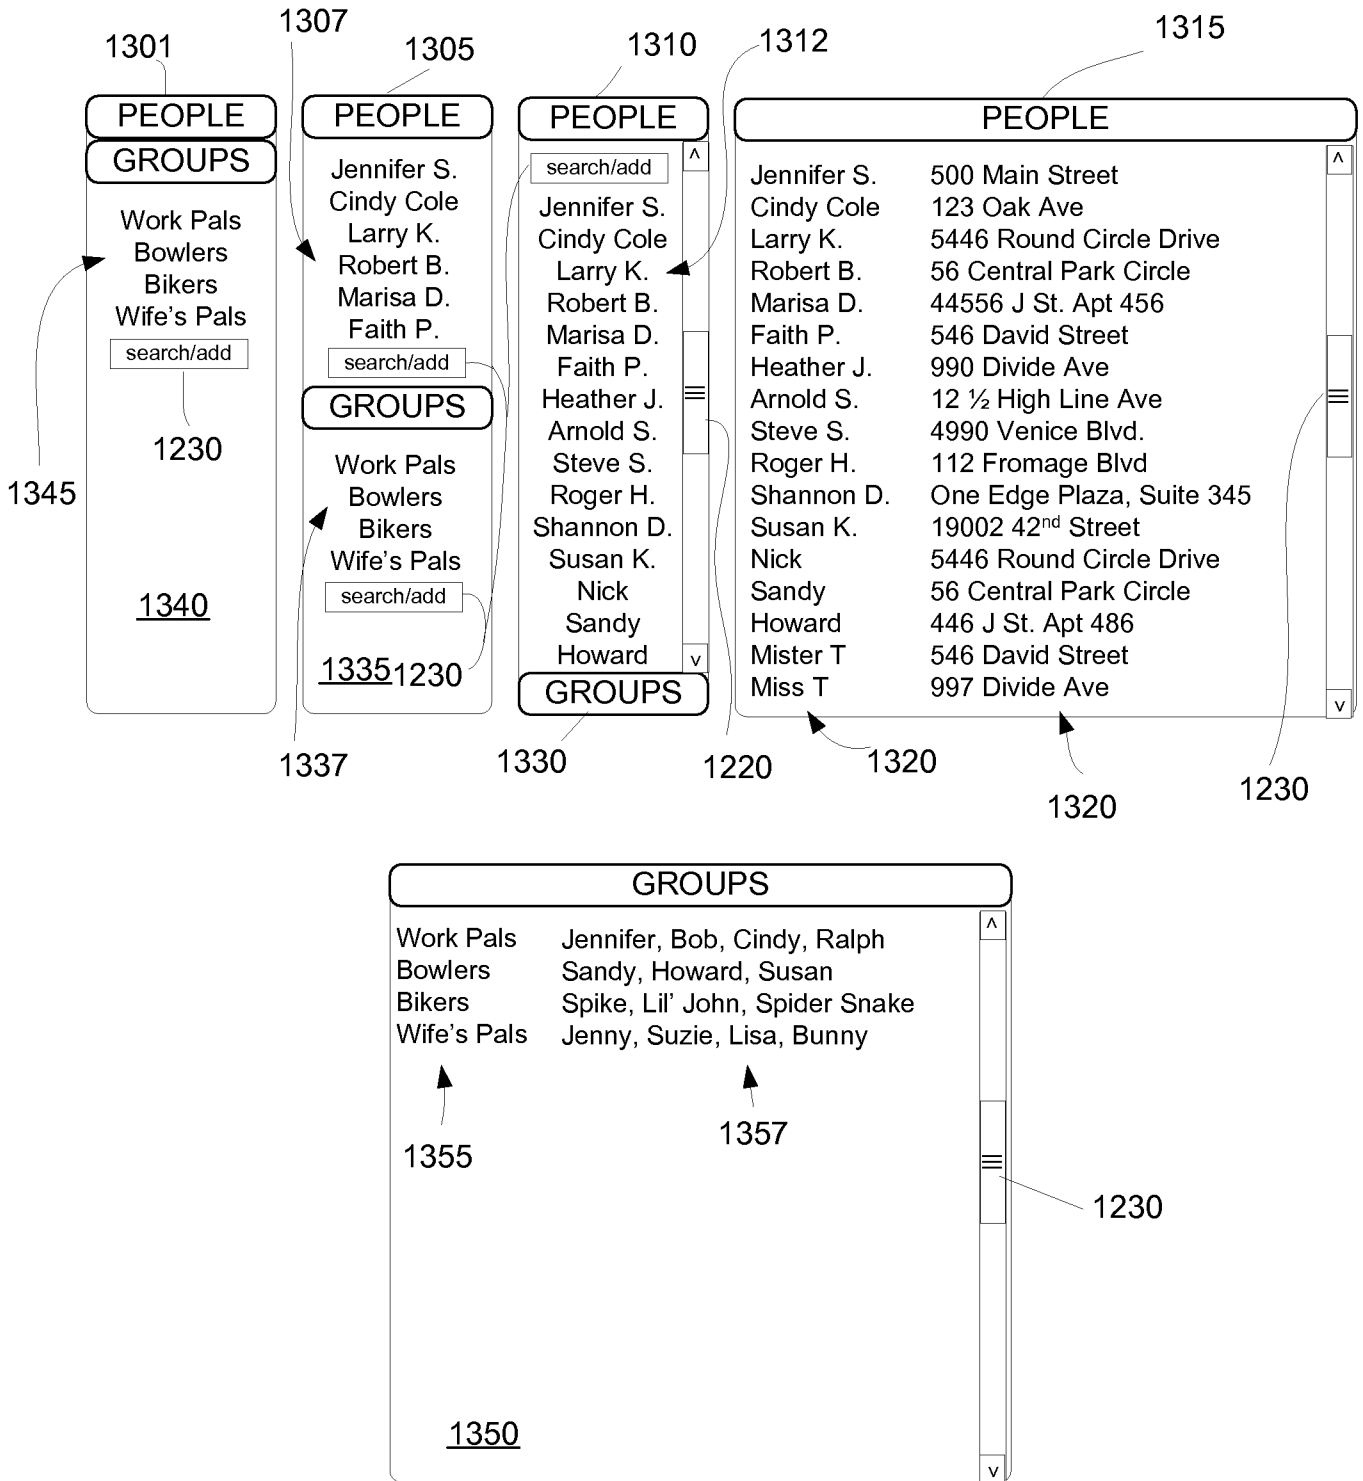 1307
1301
1305
1310
1312
1315
PEOPLE
GROUPS
Work Pals
Bowlers
Bikers
Wife's Pals
search/add
1230
1345
1340
PEOPLE
Jennifer S.
Cindy Cole
Larry K.
Robert B.
Marisa D.
Faith P.
search/add
GROUPS
Work Pals
Bowlers
Bikers
Wife's Pals
search/add
1335 1230
1337
PEOPLE
^
search/add
Jennifer S.
Cindy Cole
Larry K.
Robert B.
Marisa D.
Faith P.
Heather J.
Arnold S.
Steve S.
Roger H.
Shannon D.
Susan K.
Nick
Sandy
Howard
v
GROUPS
1330
1220
PEOPLE
^
Jennifer S. 500 Main Street
Cindy Cole 123 Oak Ave
Larry K. 5446 Round Circle Drive
Robert B. 56 Central Park Circle
Marisa D. 44556 J St. Apt 456
Faith P. 546 David Street
Heather J. 990 Divide Ave
Arnold S. 12 ½ High Line Ave
Steve S. 4990 Venice Blvd.
Roger H. 112 Fromage Blvd
Shannon D. One Edge Plaza, Suite 345
Susan K. 19002 42nd Street
Nick 5446 Round Circle Drive
Sandy 56 Central Park Circle
Howard 446 J St. Apt 486
Mister T 546 David Street
Miss T 997 Divide Ave
v
1320
1320
1230
GROUPS
^
Work Pals Jennifer, Bob, Cindy, Ralph
Bowlers Sandy, Howard, Susan
Bikers Spike, Lil' John, Spider Snake
Wife's Pals Jenny, Suzie, Lisa, Bunny
1355
1357
1230
1350
v